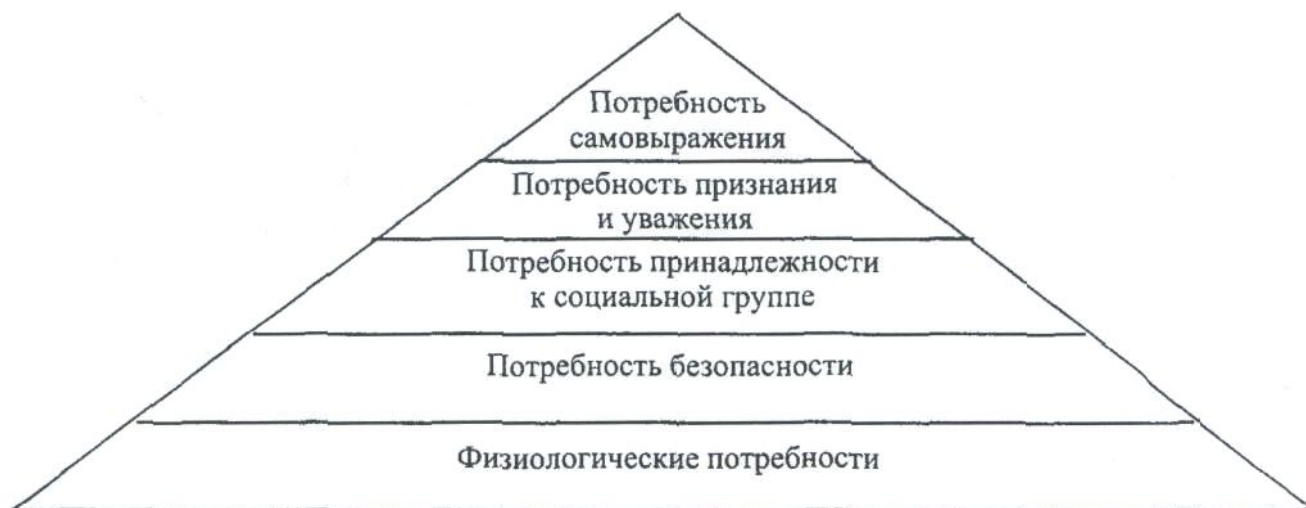 Потребность
самовыражения
Потребность признания
и уважения
Потребность принадлежности
к социальной группе
Потребность безопасности
Физиологические потребности